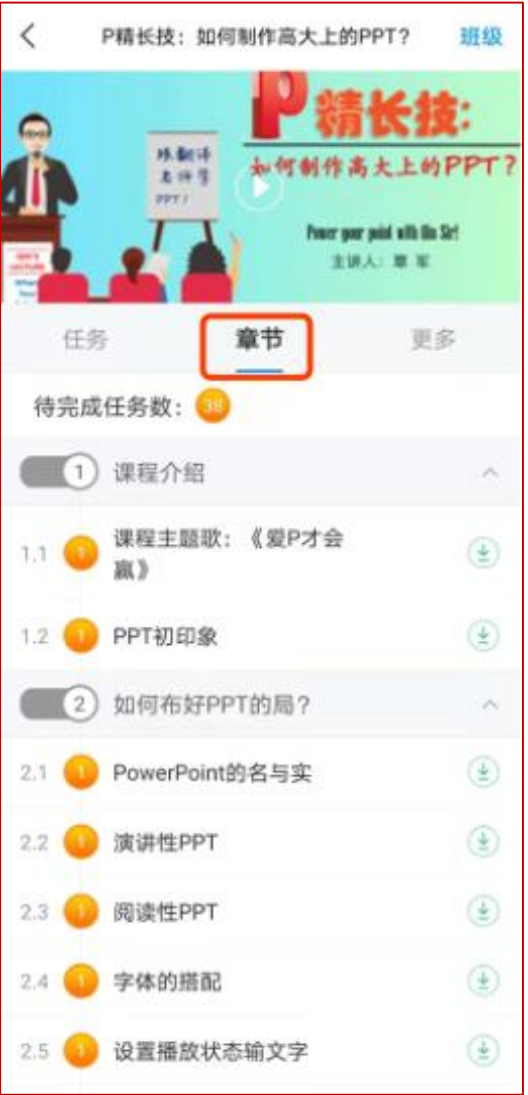 P精长技：如何制作高大上的PPT？ 班级
P精长技：
如何制作高大上的PPT？
跟翻译
名师学
PPT！
主讲人：章 军
任务 章节 更多
待完成任务数： 38
1 课程介绍
1.1 1 课程主题歌：《爱P才会
赢》
1.2 1 PPT初印象
2 如何布好PPT的局？
2.1 1 PowerPoint的名与实
2.2 1 演讲性PPT
2.3 1 阅读性PPT
2.4 1 字体的搭配
2.5 1 设置播放状态输文字